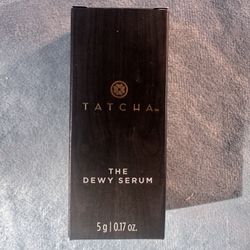 TATCHA
THE
DEWY SERUM
5 g | 0.17 oz.